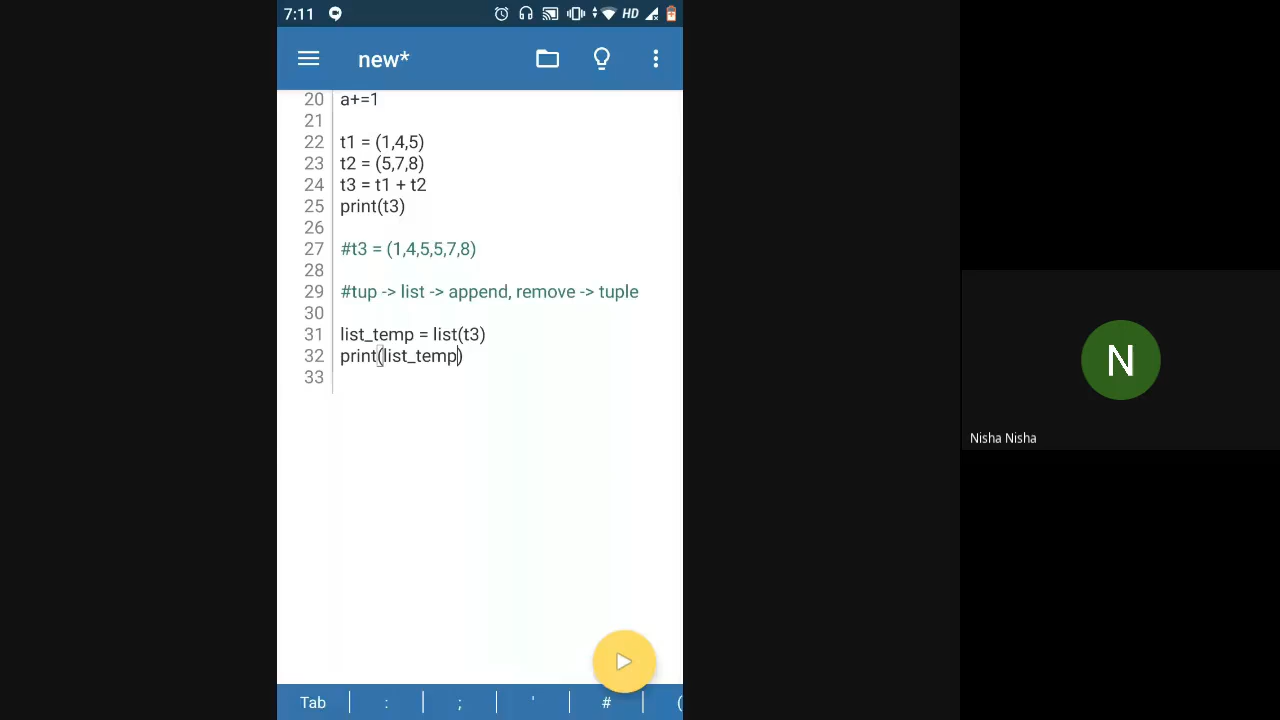 7:11
HD
new*
20 a+=1
21
22 t1 = (1,4,5)
23 t2 = (5,7,8)
24 t3 = t1 + t2
25 print(t3)
26
27 #t3 = (1,4,5,5,7,8)
28
29 #tup -> list -> append, remove -> tuple
30
31 list_temp = list(t3)
32 print(list_temp)
33
N
Nisha Nisha
Tab : ; ' # (